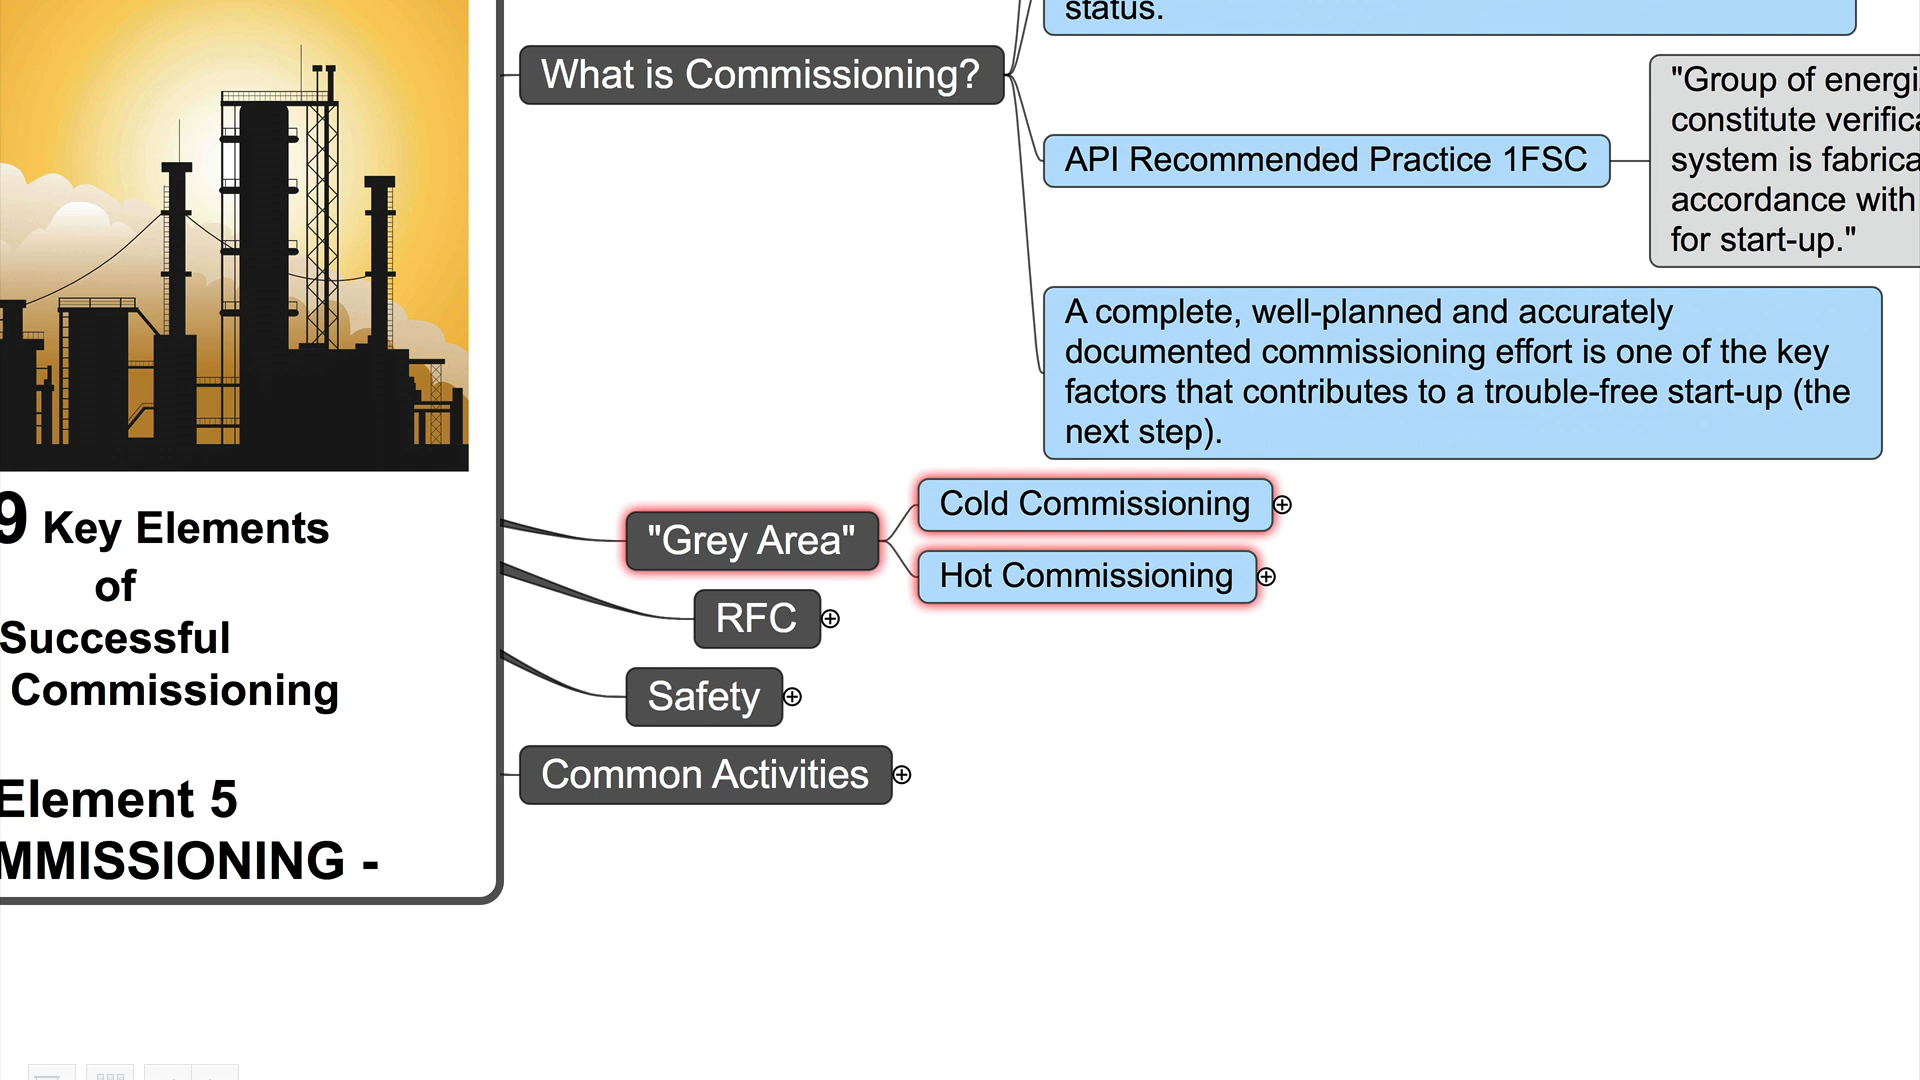 status.
What is Commissioning?
"Group of
constitute
API Recommended Practice 1FSC
system is
accordance with
for start-up."
A complete, well-planned and accurately
documented commissioning effort is one of the key
factors that contributes to a trouble-free start-up (the
next step).
"Grey Area"
Cold Commissioning
Hot Commissioning
RFC
Safety
Common Activities
9 Key Elements
of
Successful
Commissioning
Element 5
MMISSIONING -